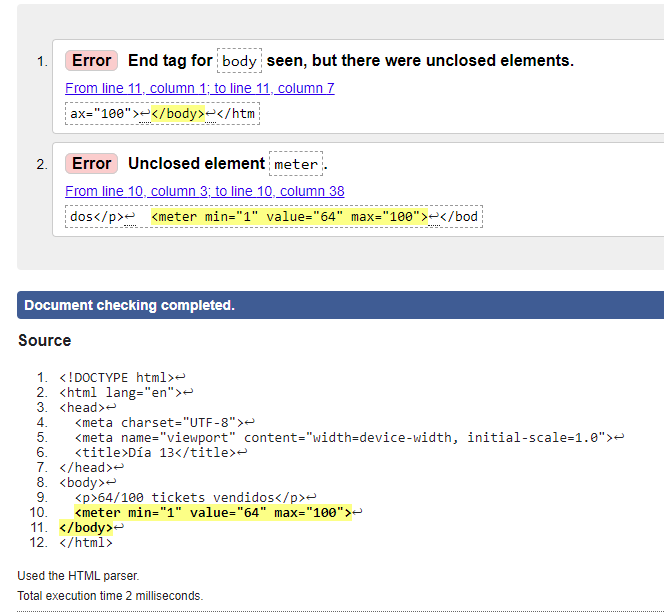 1. Error End tag for body seen, but there were unclosed elements.
From line 11, column 1; to line 11, column 7
ax="100">↩</body>↩</htm
2. Error Unclosed element meter.
From line 10, column 3; to line 10, column 38
dos</p>↩  <meter min="1" value="64" max="100">↩</bod
Document checking completed.
Source
1. <!DOCTYPE html>↩
2. <html lang="en">↩
3. <head>↩
4.   <meta charset="UTF-8">↩
5.   <meta name="viewport" content="width=device-width, initial-scale=1.0">↩
6.   <title>Día 13</title>↩
7. </head>↩
8. <body>↩
9.   <p>64/100 tickets vendidos</p>↩
10.   <meter min="1" value="64" max="100">↩
11. </body>↩
12. </html>
Used the HTML parser.
Total execution time 2 milliseconds.